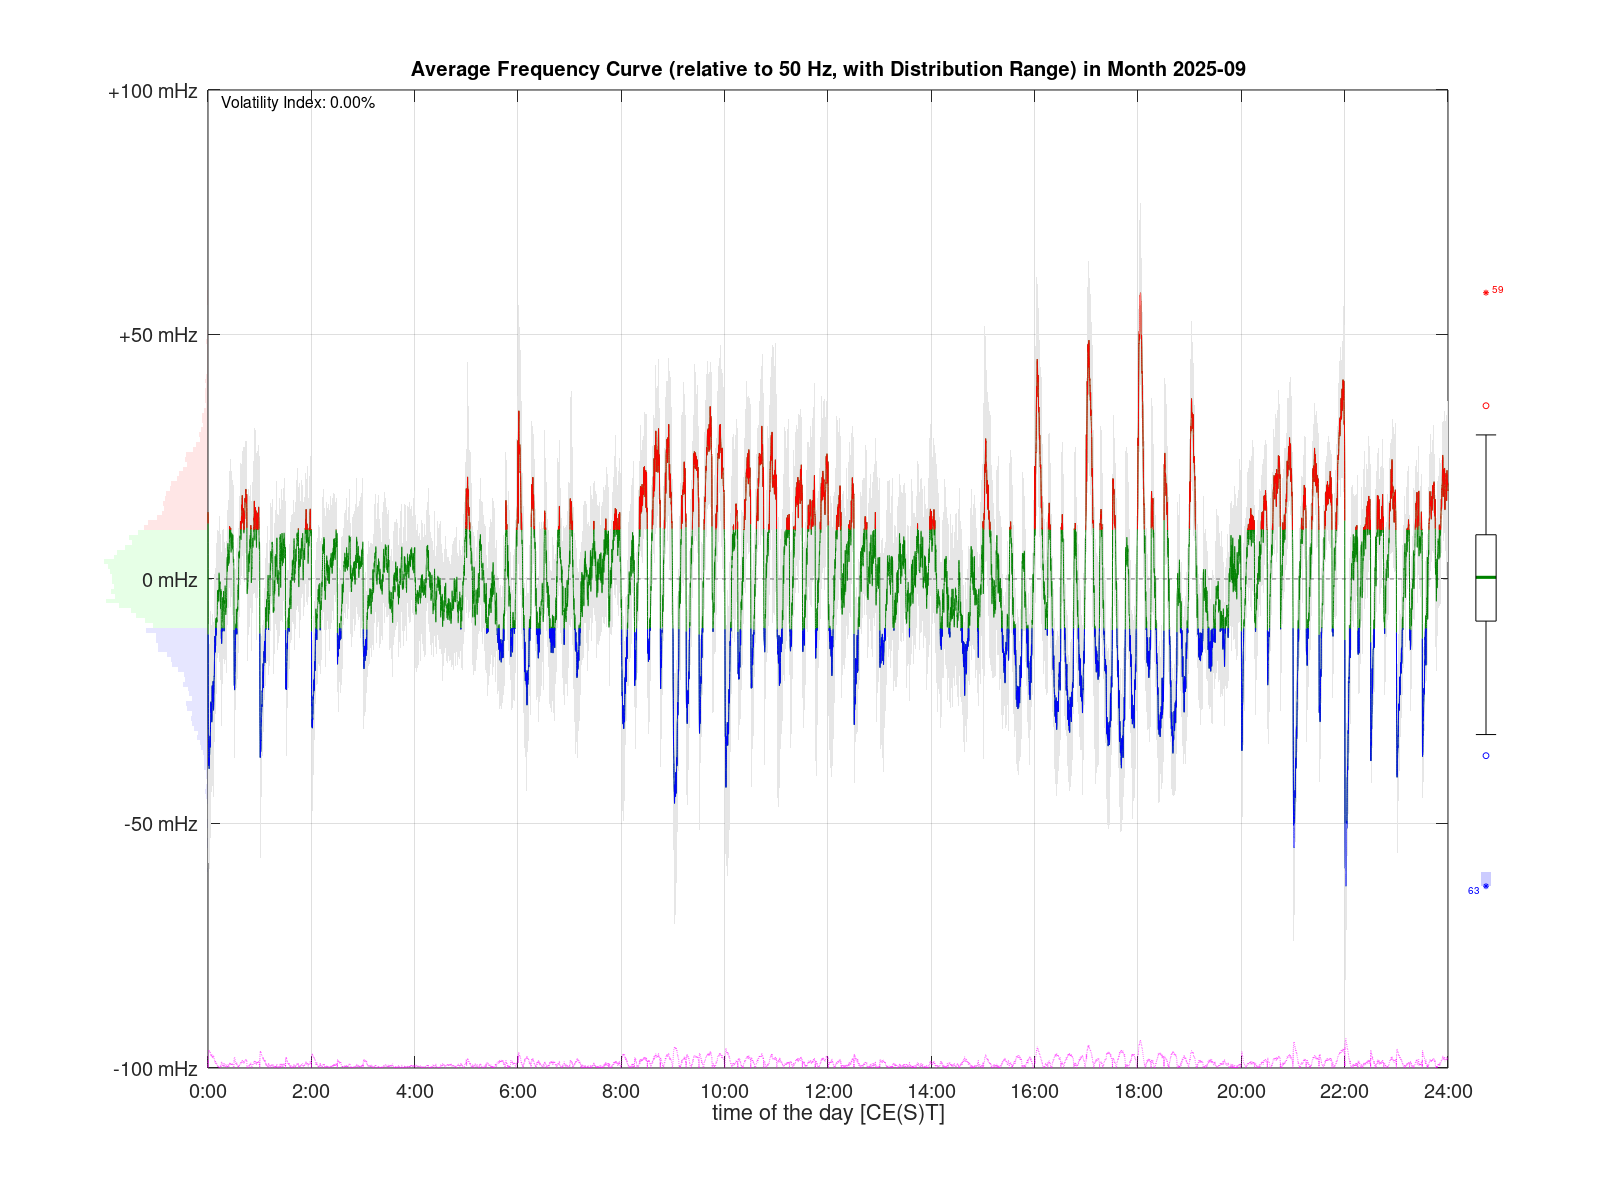 Average Frequency Curve (relative to 50 Hz, with Distribution Range) in Month 2025-09
+100 mHz
Volatility Index: 0.00%
59
+50 mHz
0 mHz
-50 mHz
63
-100 mHz
0:00 2:00 4:00 6:00 8:00 10:00 12:00 14:00 16:00 18:00 20:00 22:00 24:00
time of the day [CE(S)T]